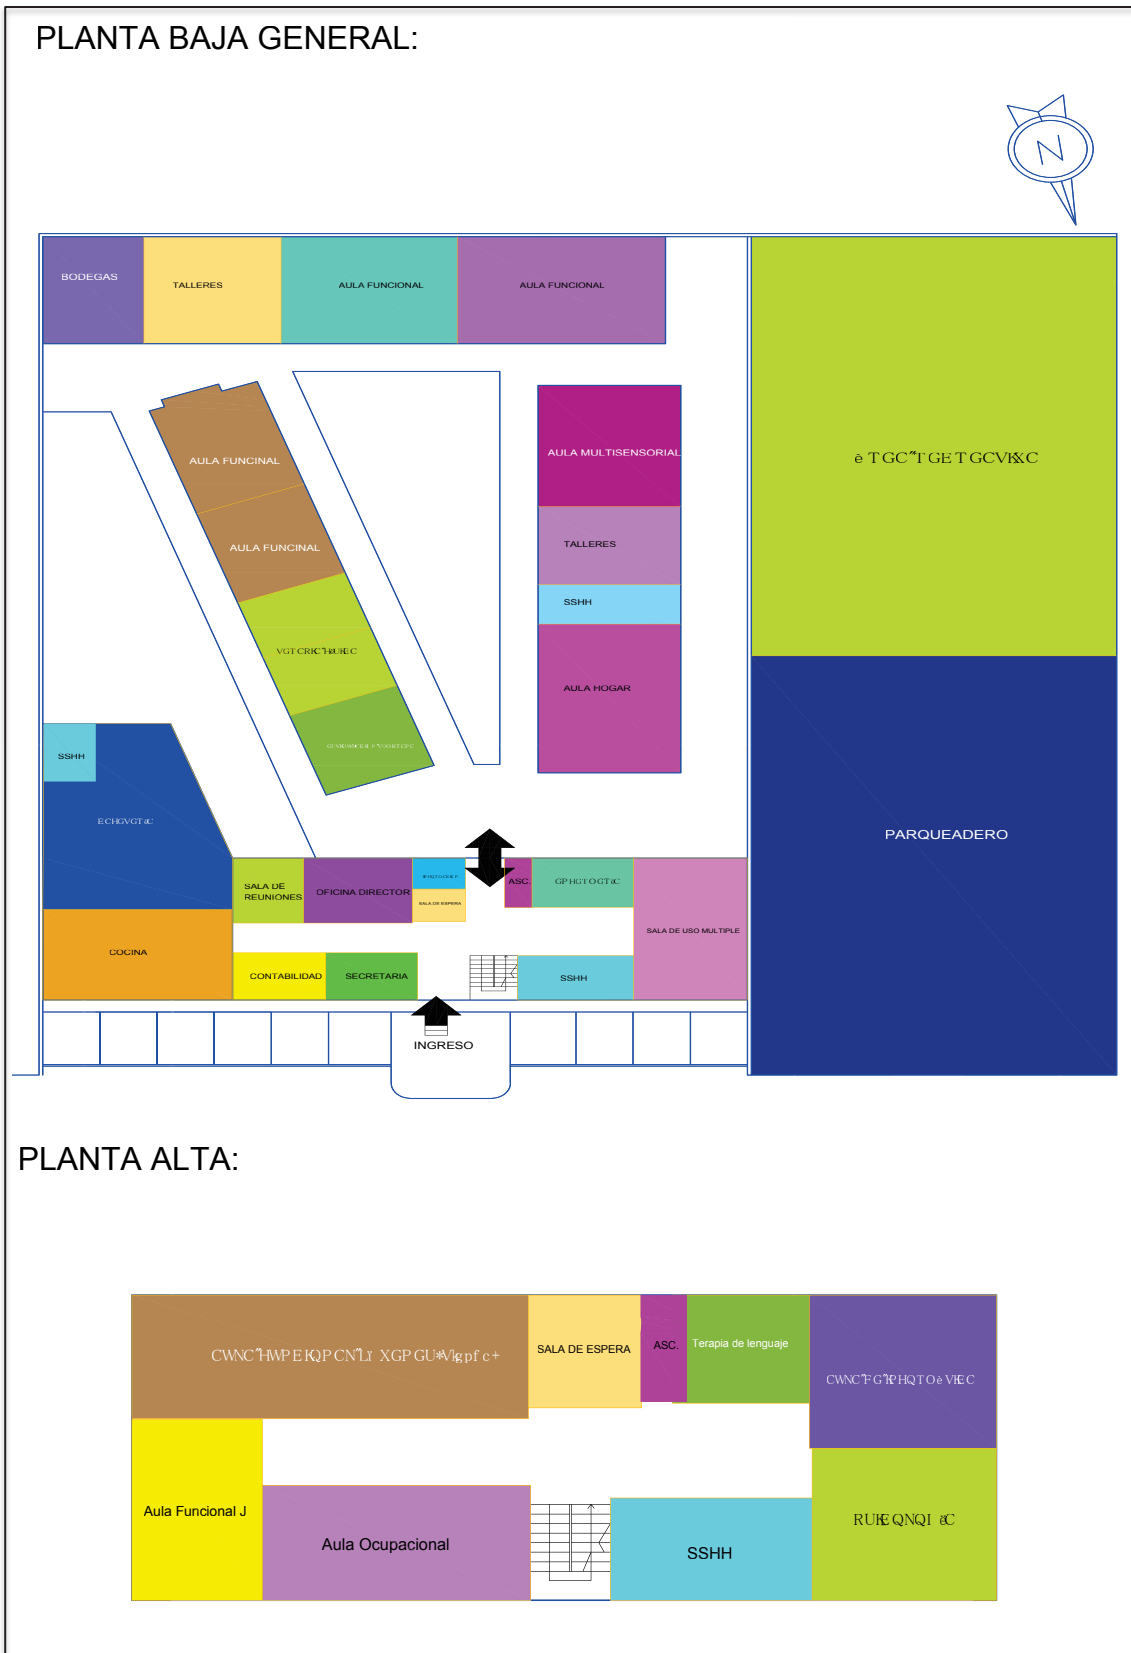 PLANTA BAJA GENERAL:
N
BODEGAS
TALLERES
AULA FUNCIONAL
AULA FUNCIONAL
AULA FUNCINAL
AULA MULTISENSORIAL
AULA FUNCINAL
TALLERES
SSHH
AULA HOGAR
SSHH
PARQUEADERO
SALA DE
REUNIONES
OFICINA DIRECTOR
SALA DE ESPERA
ASC.
SALA DE USO MULTIPLE
COCINA
CONTABILIDAD
SECRETARIA
SSHH
INGRESO
PLANTA ALTA:
SALA DE ESPERA
ASC.
Terapia de lenguaje
Aula Funcional J
Aula Ocupacional
SSHH